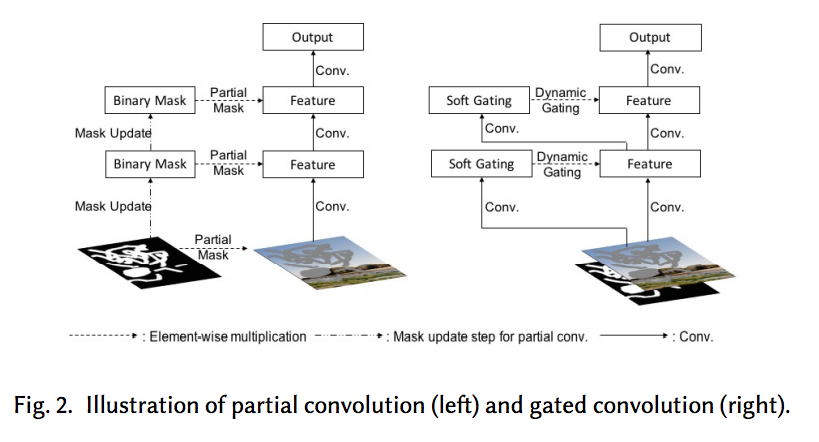 Output
Output
Conv.
Conv.
Binary Mask
Partial
Mask
Feature
Soft Gating
Dynamic
Gating
Feature
Mask Update
Conv.
Conv.
Conv.
Binary Mask
Partial
Mask
Feature
Soft Gating
Dynamic
Gating
Feature
Mask Update
Conv.
Conv.
Conv.
Partial
Mask
: Element-wise multiplication
: Mask update step for partial conv.
: Conv.
Fig. 2. Illustration of partial convolution (left) and gated convolution (right).